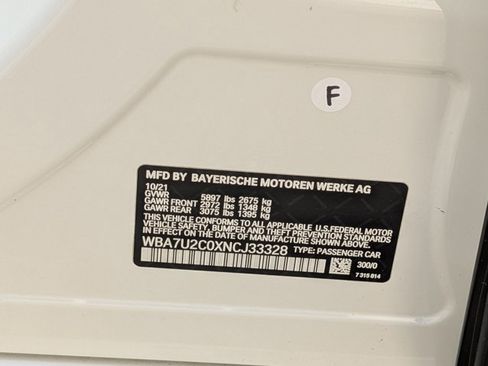 F
MFD BY BAYERISCHE MOTOREN WERKE AG
10/21
GVWR 5897 lbs 2675 kg
GAWR FRONT 2972 lbs 1348 kg
GAWR REAR 3075 lbs 1395 kg
THIS VEHICLE CONFORMS TO ALL APPLICABLE U.S.FEDERAL MOTOR
VEHICLE SAFETY, BUMPER, AND THEFT PREVENTION STANDARDS
IN EFFECT ON THE DATE OF MANUFACTURE SHOWN ABOVE.
WBA7U2C0XNCJ33328 TYPE: PASSENGER CAR
300/0
7 315 814